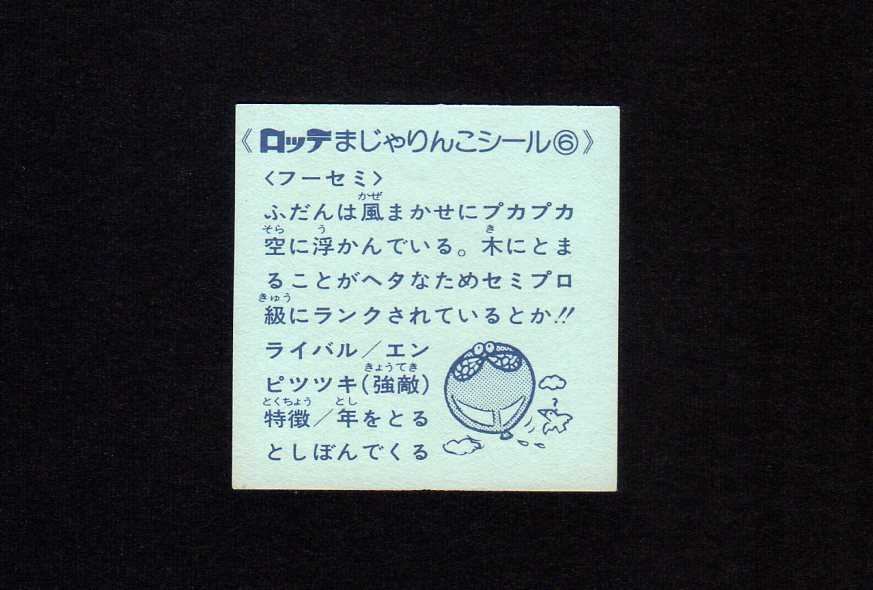 《ロッテまじゃりんこシール⑥》
〈フーセミ〉
ふだんは風まかせにプカプカ
空に浮かんでいる。木にとま
ることがヘタなためセミプロ
級にランクされているとか!!
ライバル/エン
ピツツキ(強敵)
特徴/年をとる
としぼんでくる